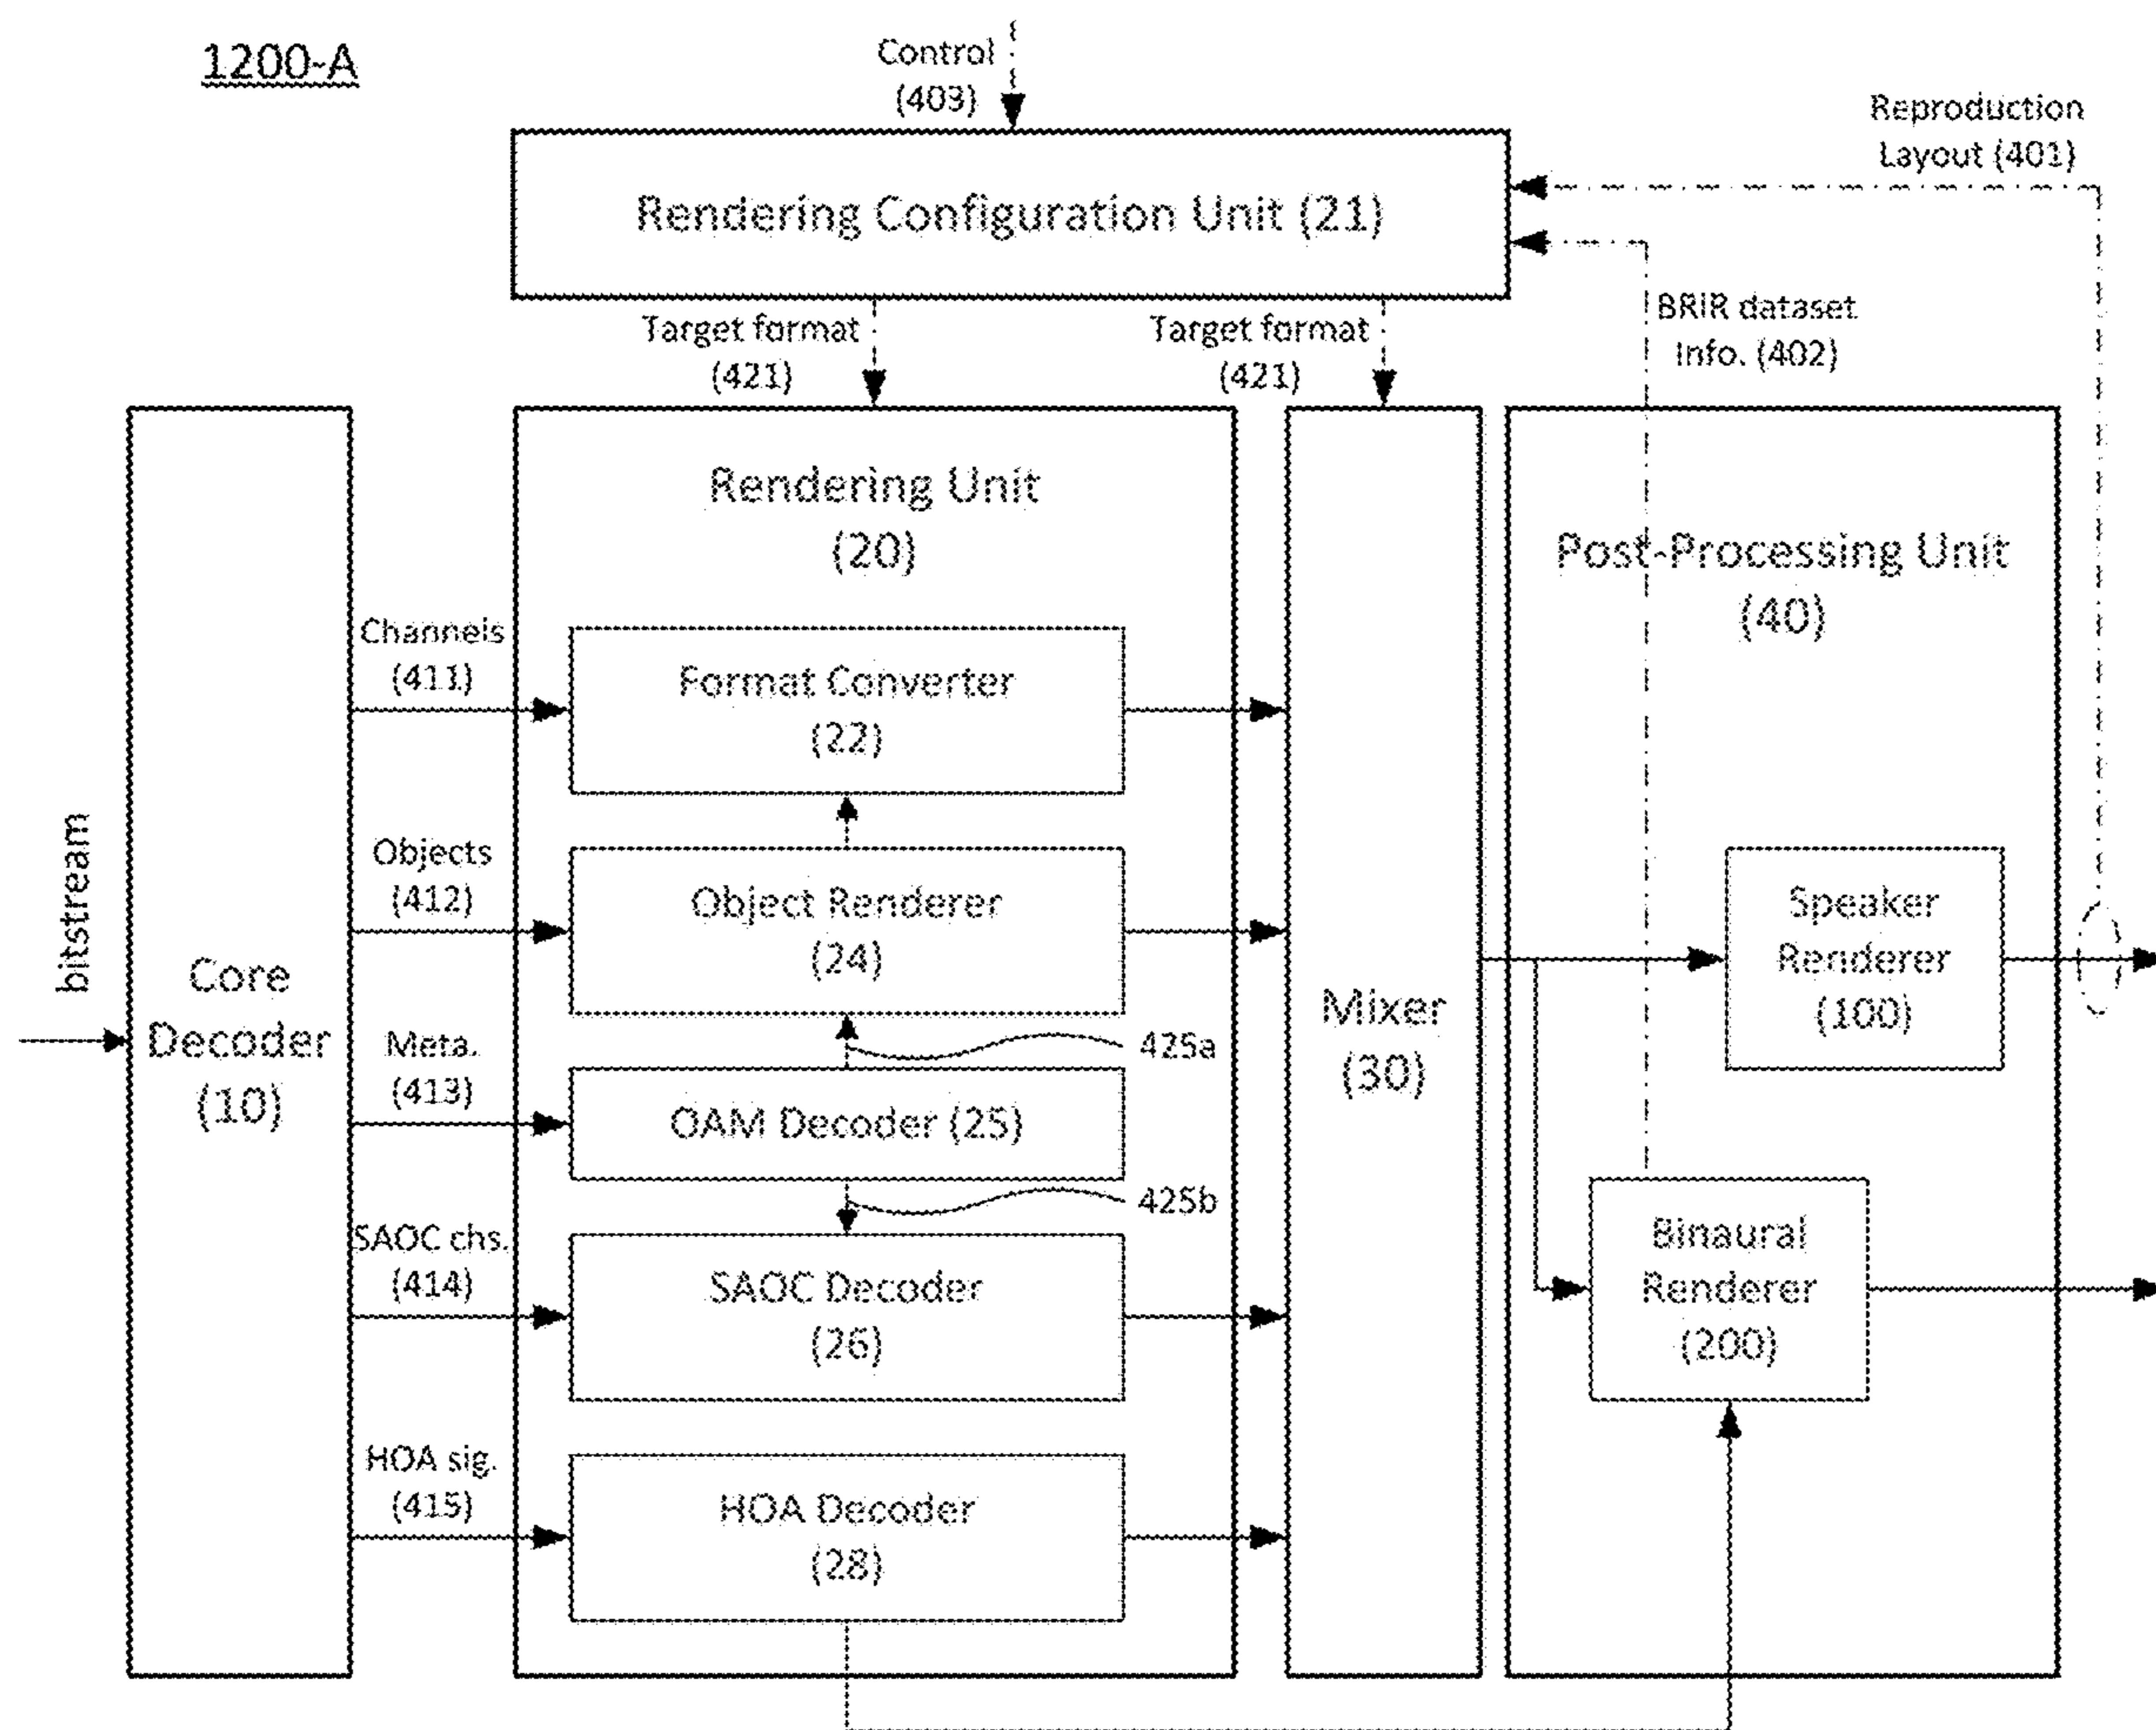 1200-A
Control
(403)
Reproduction
Layout (401)
Rendering Configuration Unit (21)
Target format
(421)
Target format
(421)
BRIR dataset
Info. (402)
Rendering Unit
(20)
Post-Processing Unit
(40)
Channels
(411)
Format Converter
(22)
bitstream
Objects
(412)
Object Renderer
(24)
Speaker
Renderer
(100)
Core
Decoder
(10)
Mixer
(30)
Meta.
(413)
425a
OAM Decoder (25)
425b
SAOC chs.
(414)
SAOC Decoder
(26)
Binaural
Renderer
(200)
HOA sig.
(415)
HOA Decoder
(28)